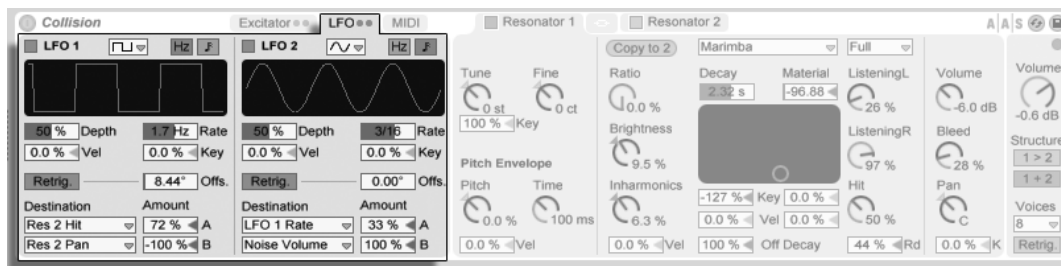 Collision
Excitator LFO MIDI
Resonator 1 <> Resonator 2
A A S
LFO 1 Hz
50 % Depth 1.7 Hz Rate
0.0 % Vel 0.0 % Key
Retrig. 8.44° Offs.
Destination Amount
Res 2 Hit 72 % A
Res 2 Pan -100 % B
LFO 2 Hz
50 % Depth 3/16 Rate
0.0 % Vel 0.0 % Key
Retrig. 0.00° Offs.
Destination Amount
LFO 1 Rate 33 % A
Noise Volume 100 % B
Tune Fine
0 st 0 ct
100 % Key
Pitch Envelope
Pitch Time
0.0 % 100 ms
0.0 % Vel
Copy to 2 Marimba Full
Ratio
0.0 %
Brightness
9.5 %
Inharmonics
6.3 %
0.0 % Vel
Decay Material
2.32 s -96.88
-127 % Key 0.0 %
0.0 % Vel 0.0 %
100 % Off Decay
ListeningL
26 %
ListeningR
97 %
Hit
50 %
44 % Rd
Volume
-6.0 dB
Bleed
28 %
Pan
C
0.0 % K
Volume
-0.6 dB
Structure
1 > 2
1 + 2
Voices
8
Retrig.